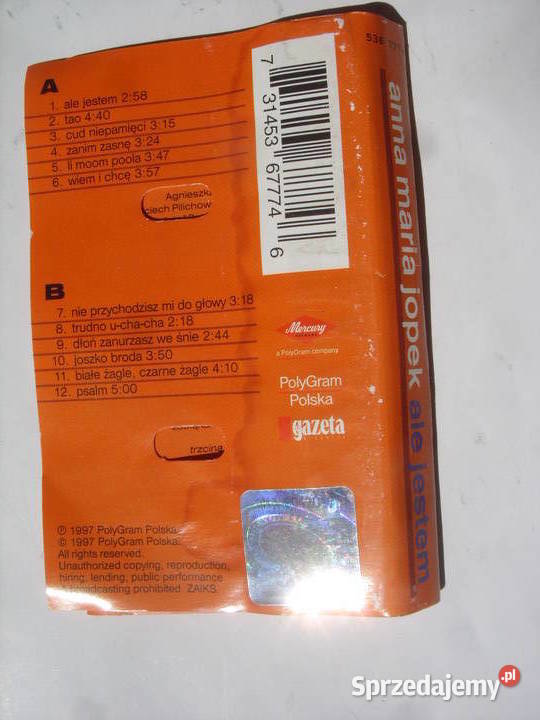 A
1. ale jestem 2:58
2. tao 4:40
3. cud niepamięci 3:15
4. zanim zasnę 3:24
5. li moom poola 3:47
6. wiem i chcę 3:57
Agnieszki
ciech Pilichow
B
7. nie przychodzisz mi do głowy 3:18
8. trudno u-cha-cha 2:18
9. dłoń zanurzasz we śnie 2:44
10. joszko broda 3:50
11. białe żagle, czarne żagle 4:10
12. psalm 5:00
trzcina
℗ 1997 PolyGram Polska.
© 1997 PolyGram Polska.
All rights reserved.
Unauthorized copying, reproduction,
hiring, lending, public performance
broadcasting prohibited. ZAIKS.
7 31453 67774 6
Mercury
a PolyGram company
PolyGram
Polska
gazeta
536
anna maria jopek ale jestem
Sprzedajemy.pl